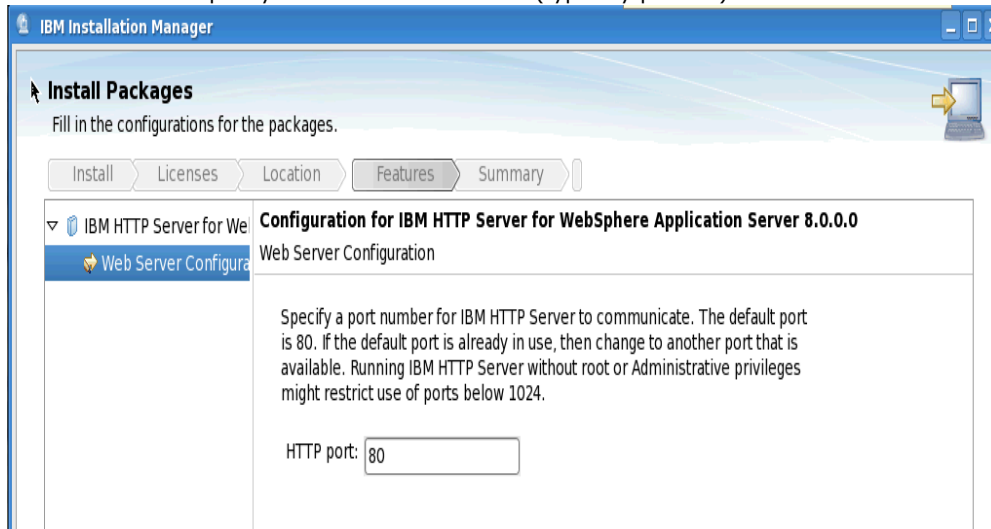 IBM Installation Manager
Install Packages
Fill in the configurations for the packages.
Install Licenses Location Features Summary
IBM HTTP Server for We
Web Server Configura
Configuration for IBM HTTP Server for WebSphere Application Server 8.0.0.0
Web Server Configuration
Specify a port number for IBM HTTP Server to communicate. The default port
is 80. If the default port is already in use, then change to another port that is
available. Running IBM HTTP Server without root or Administrative privileges
might restrict use of ports below 1024.
HTTP port: 80